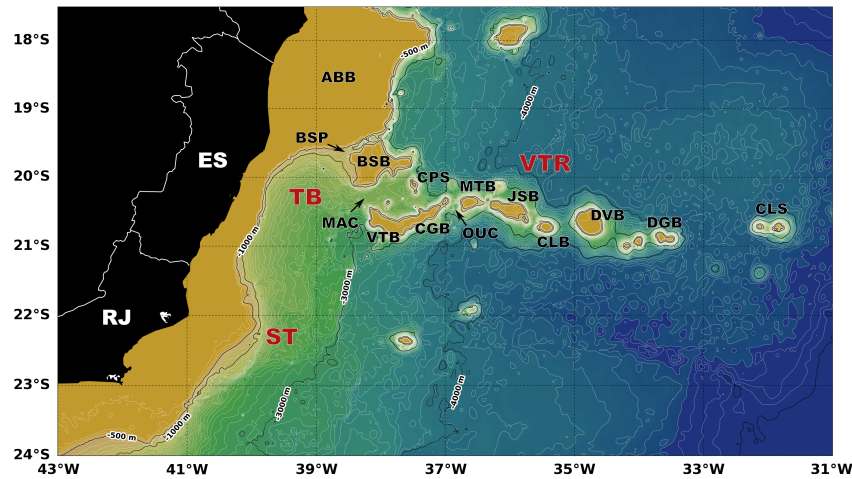 18°S
19°S
20°S
21°S
22°S
23°S
24°S
43°W
41°W
39°W
37°W
35°W
33°W
31°W
-500 m
ABB
-4000 m
BSP
ES
BSB
VTR
CPS
MTB
TB
JSB
MAC
CLS
DVB
DGB
VTB
CGB
OUC
CLB
-1000 m
-3000 m
RJ
ST
-3000 m
-4000 m
-1000 m
-500 m